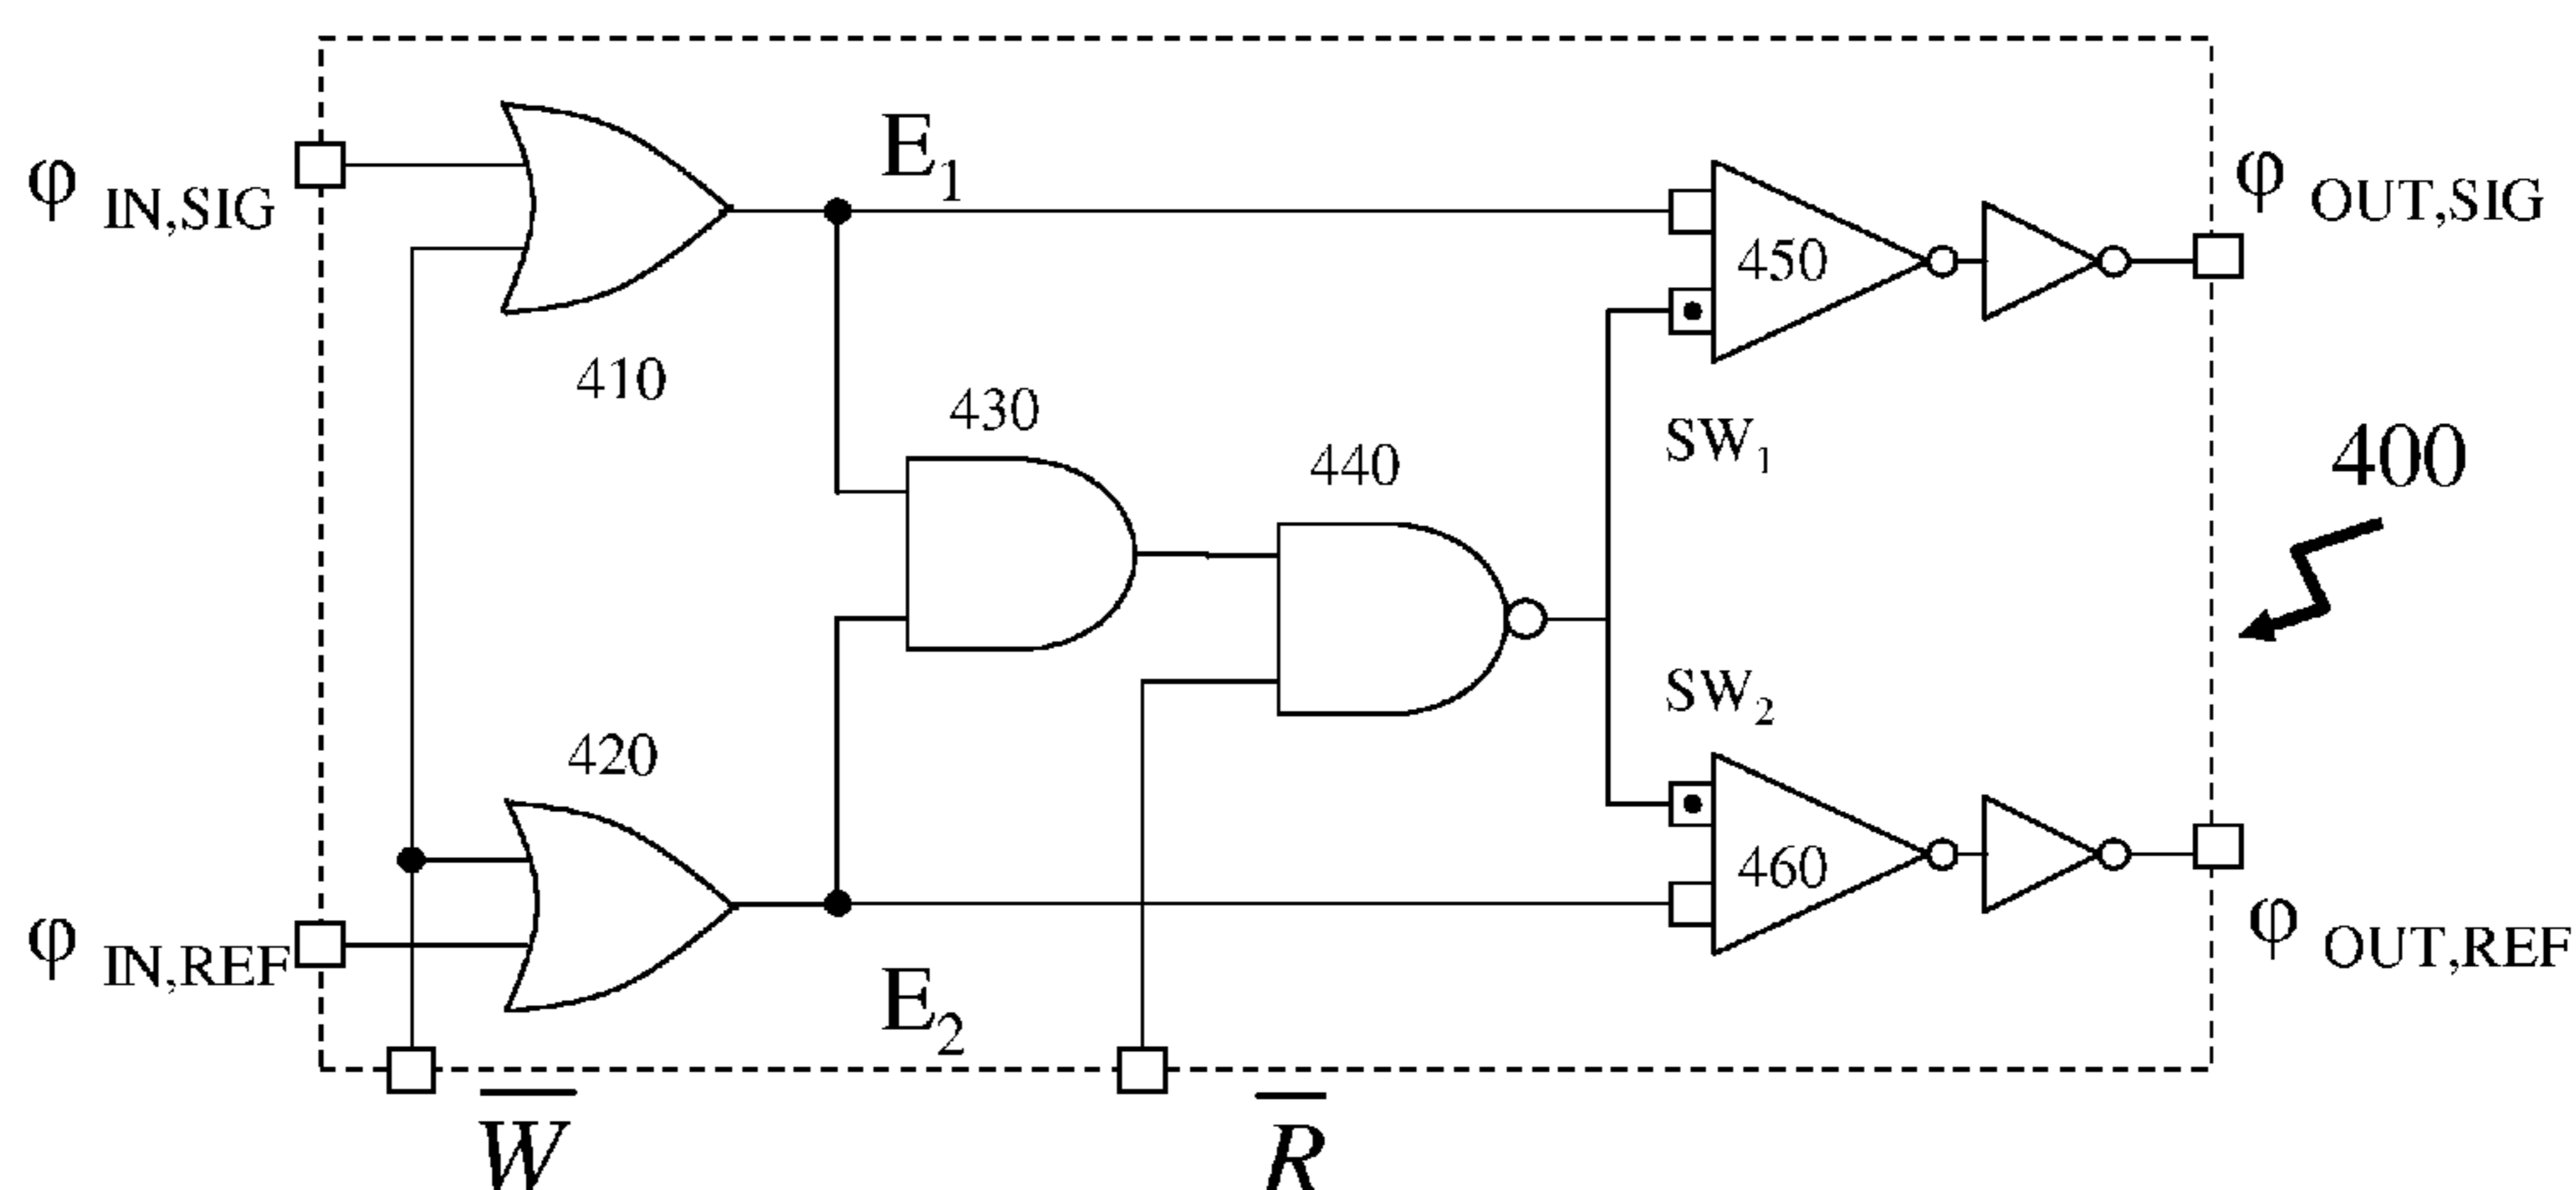 φ IN,SIG
E1
φ OUT,SIG
450
410
430
440
SW1
400
SW2
420
460
φ IN,REF
E2
φ OUT,REF
W̅
R̅